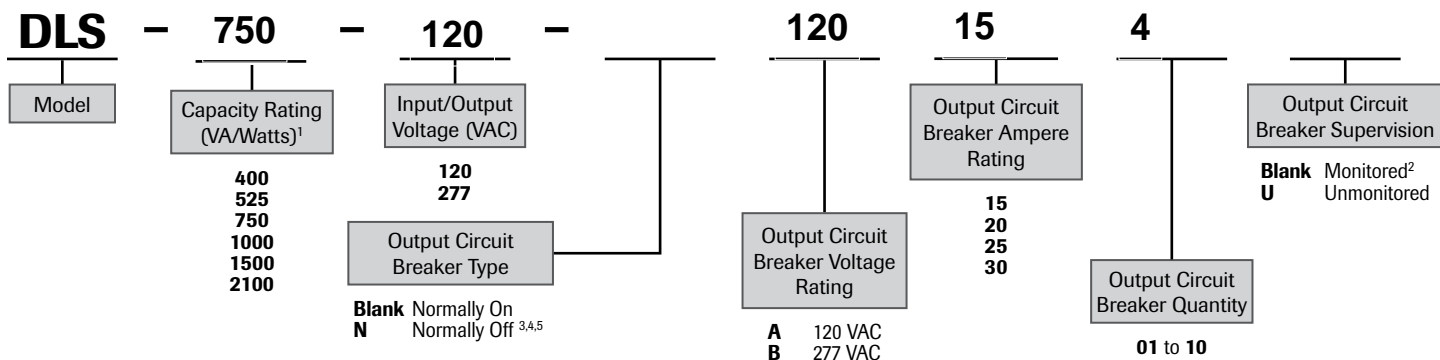 DLS – 750 – 120 – 120 15 4
Model
Capacity Rating
(VA/Watts)1
400
525
750
1000
1500
2100
Input/Output
Voltage (VAC)
120
277
Output Circuit
Breaker Type
Blank Normally On
N Normally Off 3,4,5
Output Circuit
Breaker Voltage
Rating
A 120 VAC
B 277 VAC
Output Circuit
Breaker Ampere
Rating
15
20
25
30
Output Circuit
Breaker Quantity
01 to 10
Output Circuit
Breaker Supervision
Blank Monitored2
U Unmonitored